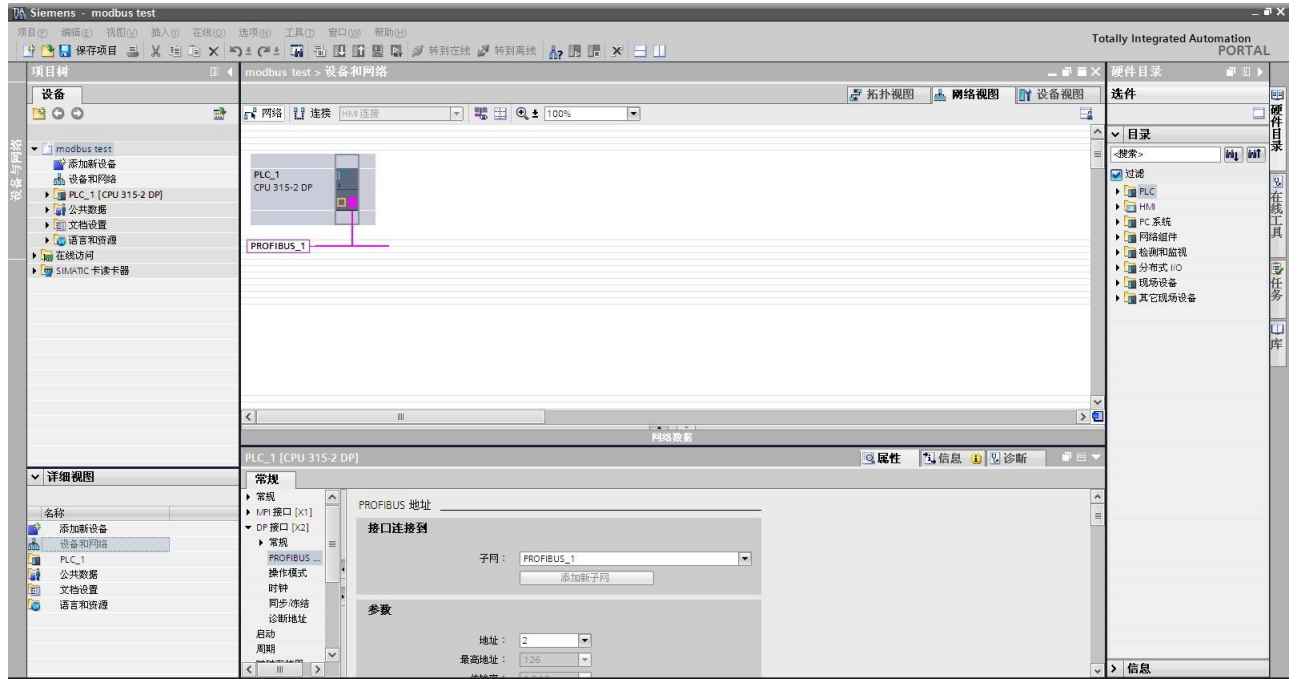 Siemens - modbus test
项目(P) 编辑(E) 视图(V) 插入(I) 在线(O) 选项(N) 工具(T) 窗口(W) 帮助(H)
Totally Integrated Automation
PORTAL
保存项目 转到在线 转到离线
项目树
设备
设备与网络
modbus test
添加新设备
设备和网络
PLC_1 [CPU 315-2 DP]
公共数据
文档设置
语言和资源
在线访问
SIMATIC 卡读卡器
详细视图
名称
添加新设备
设备和网络
PLC_1
公共数据
文档设置
语言和资源
modbus test > 设备和网络
拓扑视图 网络视图 设备视图
网络 连接 HMI 连接 100%
PLC_1
CPU 315-2 DP
PROFIBUS_1
网络数据
PLC_1 [CPU 315-2 DP]
属性 信息 诊断
常规
常规
MPI 接口 [X1]
DP 接口 [X2]
常规
PROFIBUS ...
操作模式
时钟
同步/冻结
诊断地址
启动
周期
PROFIBUS 地址
接口连接到
子网： PROFIBUS_1
添加新子网
参数
地址： 2
最高地址： 126
硬件目录
选件
目录
<搜索>
过滤
PLC
HMI
PC 系统
网络组件
检测和监视
分布式 I/O
现场设备
其它现场设备
信息
硬件目录
在线工具
任务
库